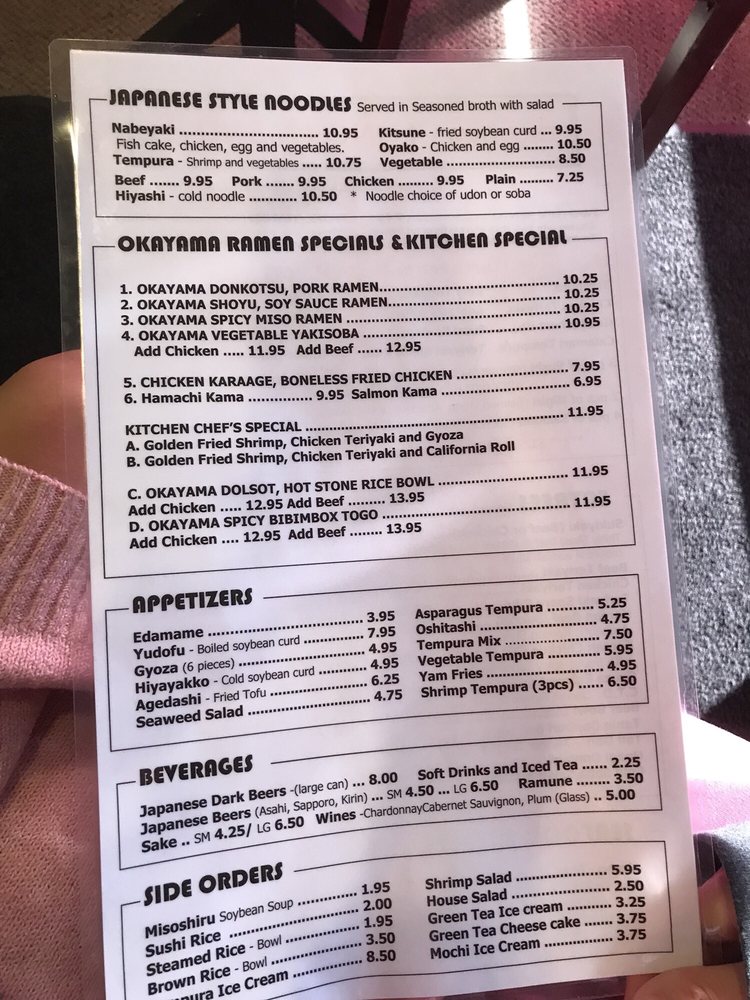 JAPANESE STYLE NOODLES Served in Seasoned broth with salad
Nabeyaki ................................ 10.95
Fish cake, chicken, egg and vegetables.
Tempura - Shrimp and vegetables ..... 10.75
Kitsune - fried soybean curd ... 9.95
Oyako - Chicken and egg ........ 10.50
Vegetable ......................... 8.50
Beef ....... 9.95 Pork ....... 9.95 Chicken ......... 9.95 Plain ......... 7.25
Hiyashi - cold noodle ............ 10.50 * Noodle choice of udon or soba
OKAYAMA RAMEN SPECIALS & KITCHEN SPECIAL
1. OKAYAMA DONKOTSU, PORK RAMEN.......................................... 10.25
2. OKAYAMA SHOYU, SOY SAUCE RAMEN........................................ 10.25
3. OKAYAMA SPICY MISO RAMEN ................................................ 10.25
4. OKAYAMA VEGETABLE YAKISOBA .............................................. 10.95
Add Chicken ..... 11.95 Add Beef ...... 12.95
5. CHICKEN KARAAGE, BONELESS FRIED CHICKEN ........................... 7.95
6. Hamachi Kama ............... 9.95 Salmon Kama ............................... 6.95
KITCHEN CHEF'S SPECIAL ............................................................ 11.95
A. Golden Fried Shrimp, Chicken Teriyaki and Gyoza
B. Golden Fried Shrimp, Chicken Teriyaki and California Roll
C. OKAYAMA DOLSOT, HOT STONE RICE BOWL ............................... 11.95
Add Chicken ..... 12.95 Add Beef ......... 13.95
D. OKAYAMA SPICY BIBIMBOX TOGO ............................................ 11.95
Add Chicken .... 12.95 Add Beef ........ 13.95
APPETIZERS
Edamame .................................... 3.95
Yudofu - Boiled soybean curd .............. 7.95
Gyoza (6 pieces) ............................. 4.95
Hiyayakko - Cold soybean curd ............ 4.95
Agedashi - Fried Tofu ....................... 6.25
Seaweed Salad ................................ 4.75
Asparagus Tempura ........... 5.25
Oshitashi ........................... 4.75
Tempura Mix ...................... 7.50
Vegetable Tempura ............ 5.95
Yam Fries .......................... 4.95
Shrimp Tempura (3pcs) ...... 6.50
BEVERAGES
Japanese Dark Beers -(large can) ... 8.00 Soft Drinks and Iced Tea ...... 2.25
Japanese Beers (Asahi, Sapporo, Kirin) ... SM 4.50 ... LG 6.50 Ramune ........ 3.50
Sake .. SM 4.25/ LG 6.50 Wines -ChardonnayCabernet Sauvignon, Plum (Glass) .. 5.00
SIDE ORDERS
Misoshiru Soybean Soup ............. 1.95
Sushi Rice ............................. 2.00
Steamed Rice - Bowl .................. 1.95
Brown Rice - Bowl ..................... 3.50
Ice Cream ....................... 8.50
Shrimp Salad ..................... 5.95
House Salad ....................... 2.50
Green Tea Ice cream ............ 3.25
Green Tea Cheese cake ........ 3.75
Mochi Ice Cream ................. 3.75